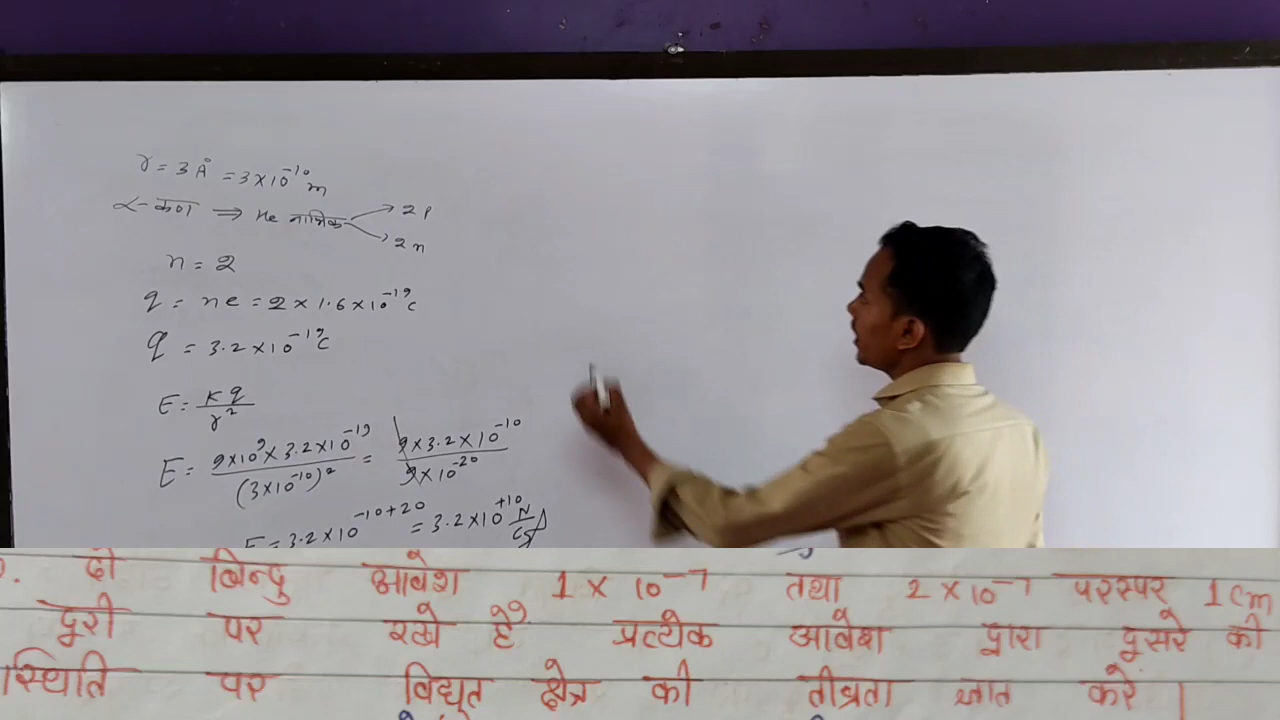 r = 3 Å = 3×10⁻¹⁰ m
α-कण ⇒ He नाभिक → 2 p
→ 2 n
n = 2
q = ne = 2 × 1.6×10⁻¹⁹ C
q = 3.2×10⁻¹⁹ C
E = Kq/r²
E = 9×10⁹×3.2×10⁻¹⁹/(3×10⁻¹⁰)² = 9×3.2×10⁻¹⁰/9×10⁻²⁰
E = 3.2×10⁻¹⁰⁺²⁰ = 3.2×10⁺¹⁰ N/C
दो बिन्दु आवेश 1 × 10⁻⁷ तथा 2 × 10⁻⁷ परस्पर 1 cm
दूरी पर रखे हैं प्रत्येक आवेश द्वारा दूसरे की
स्थिति पर विद्युत क्षेत्र की तीव्रता ज्ञात करें।